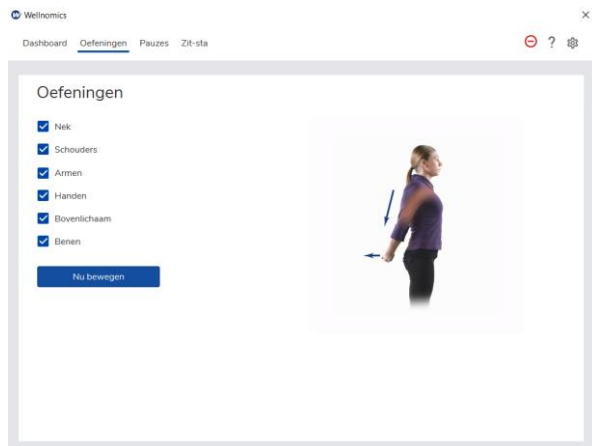 Wellnomics
Dashboard Oefeningen Pauzes Zit-sta
Oefeningen
Nek
Schouders
Armen
Handen
Bovenlichaam
Benen
Nu bewegen